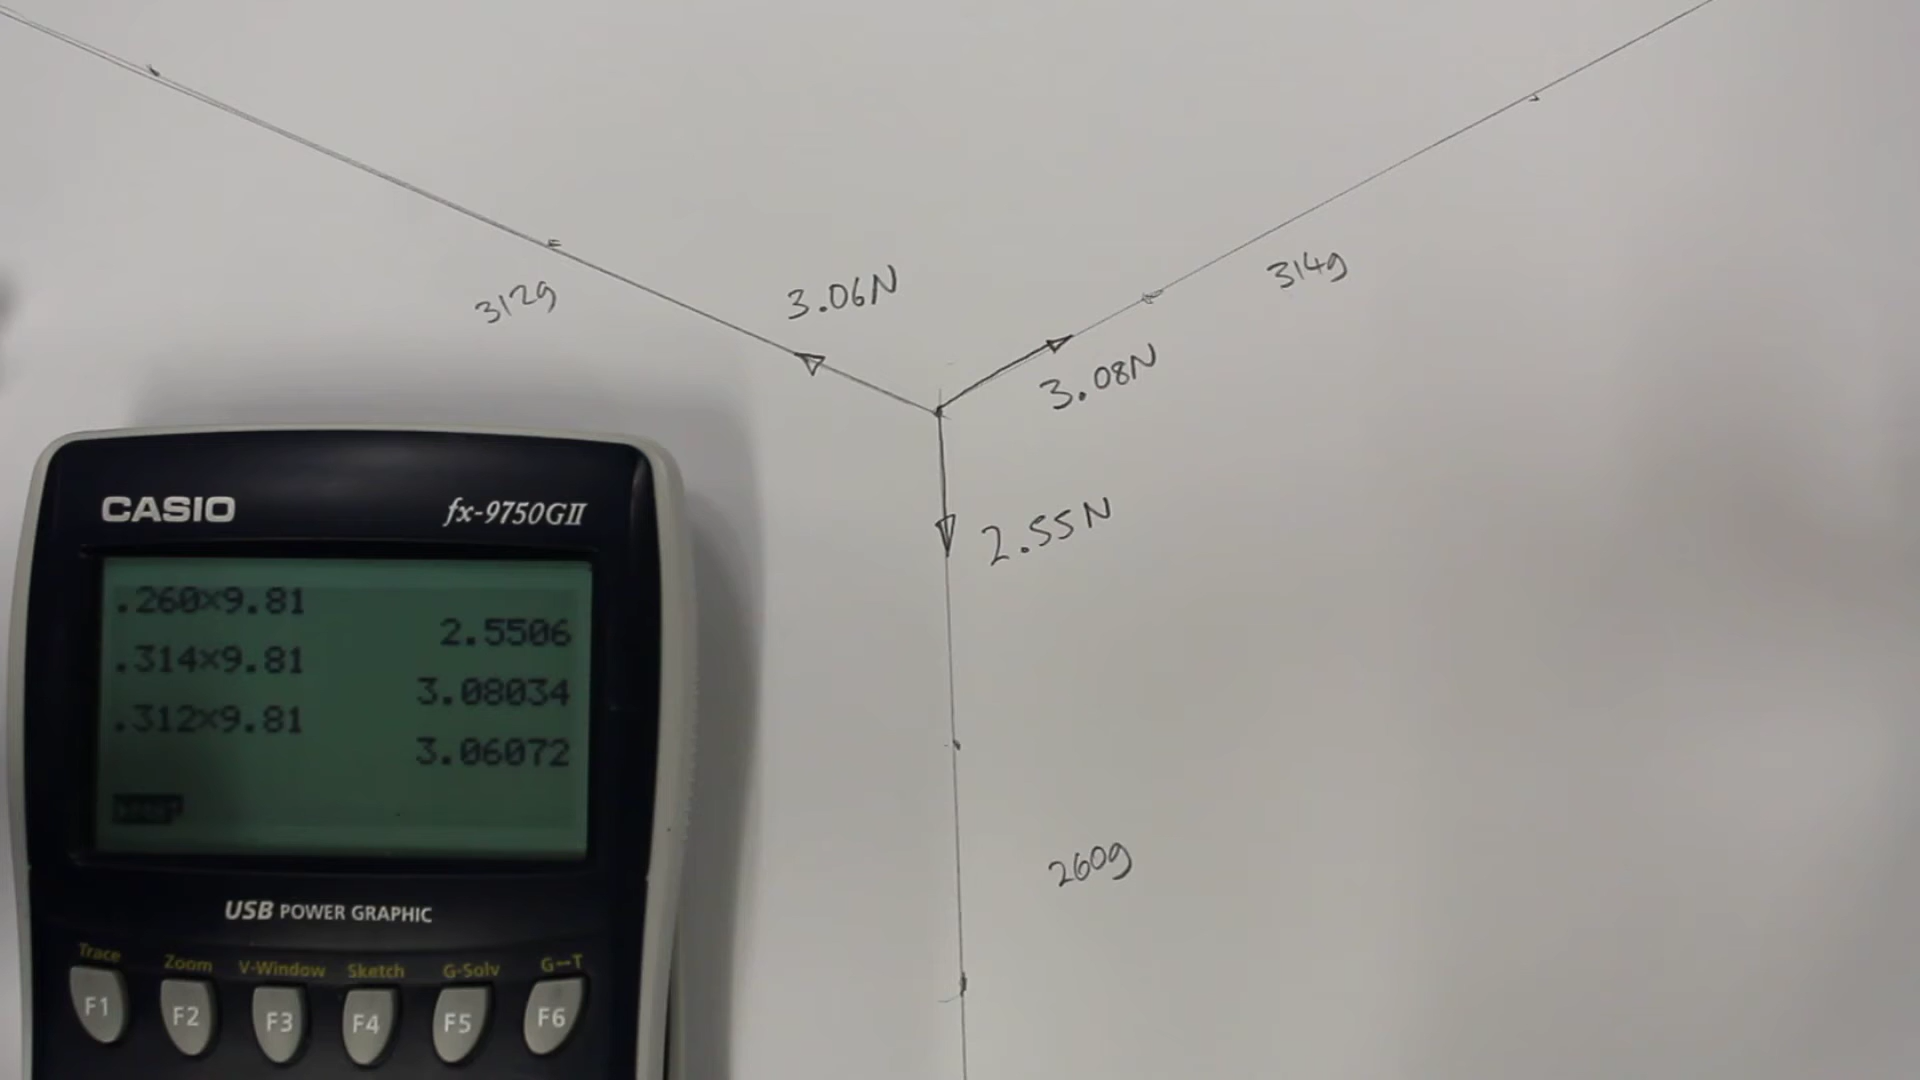 312g
3.06N
314g
3.08N
2.55N
260g
CASIO
fx-9750GII
.260×9.81
2.5506
.314×9.81
3.08034
.312×9.81
3.06072
USB POWER GRAPHIC
Trace Zoom V-Window Sketch G-Solv G↔T
F1 F2 F3 F4 F5 F6